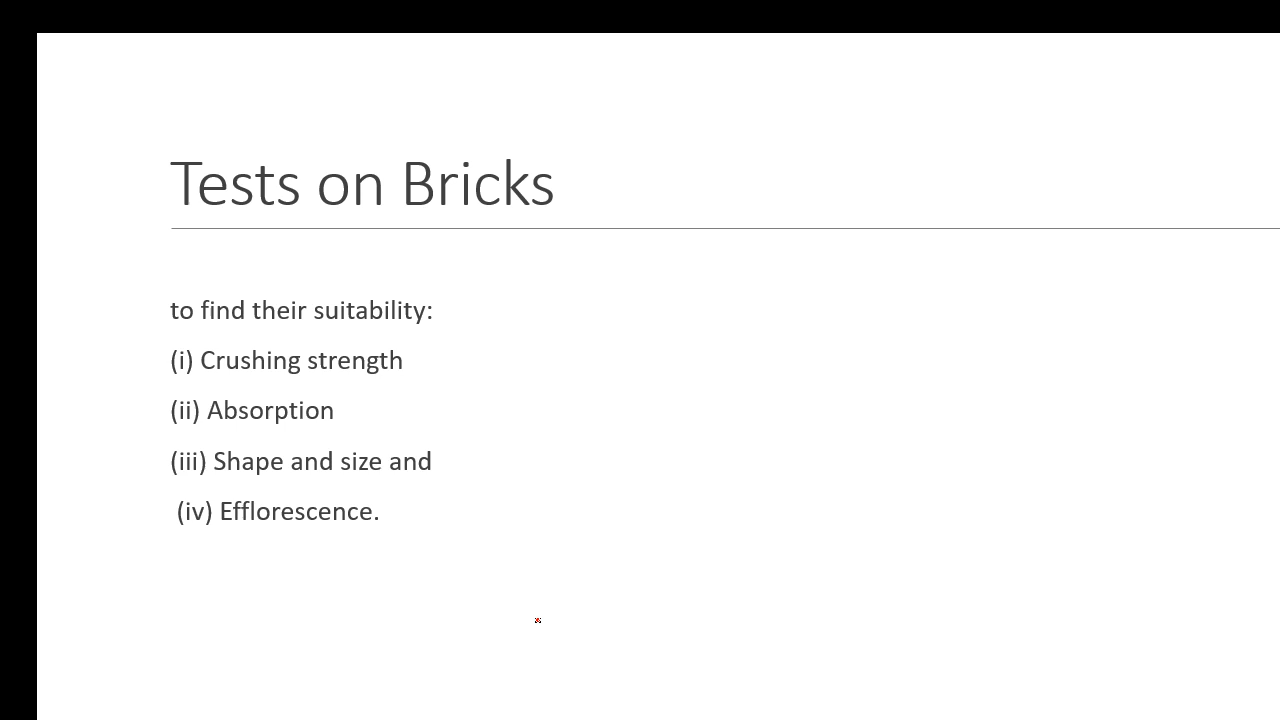 Tests on Bricks
to find their suitability:
(i) Crushing strength
(ii) Absorption
(iii) Shape and size and
(iv) Efflorescence.